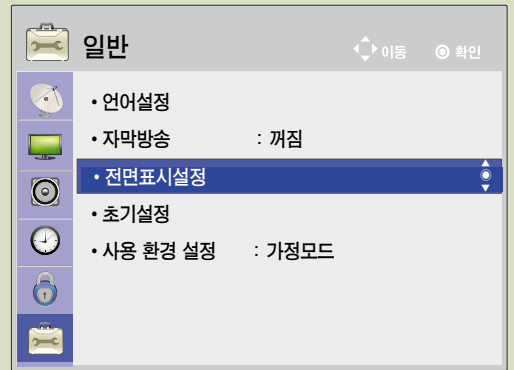 일반
이동 확인
• 언어설정
• 자막방송 : 꺼짐
• 전면표시설정
• 초기설정
• 사용 환경 설정 : 가정모드